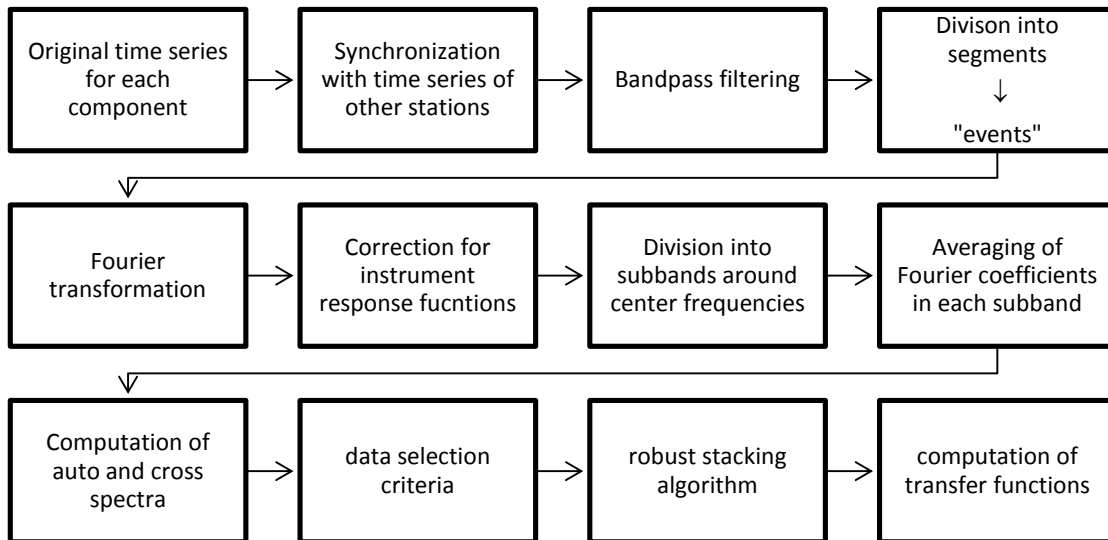 Original time series
for each
component
Synchronization
with time series of
other stations
Bandpass filtering
Divison into
segments
↓
"events"
Fourier
transformation
Correction for
instrument
response fucntions
Division into
subbands around
center frequencies
Averaging of
Fourier coefficients
in each subband
Computation of
auto and cross
spectra
data selection
criteria
robust stacking
algorithm
computation of
transfer functions